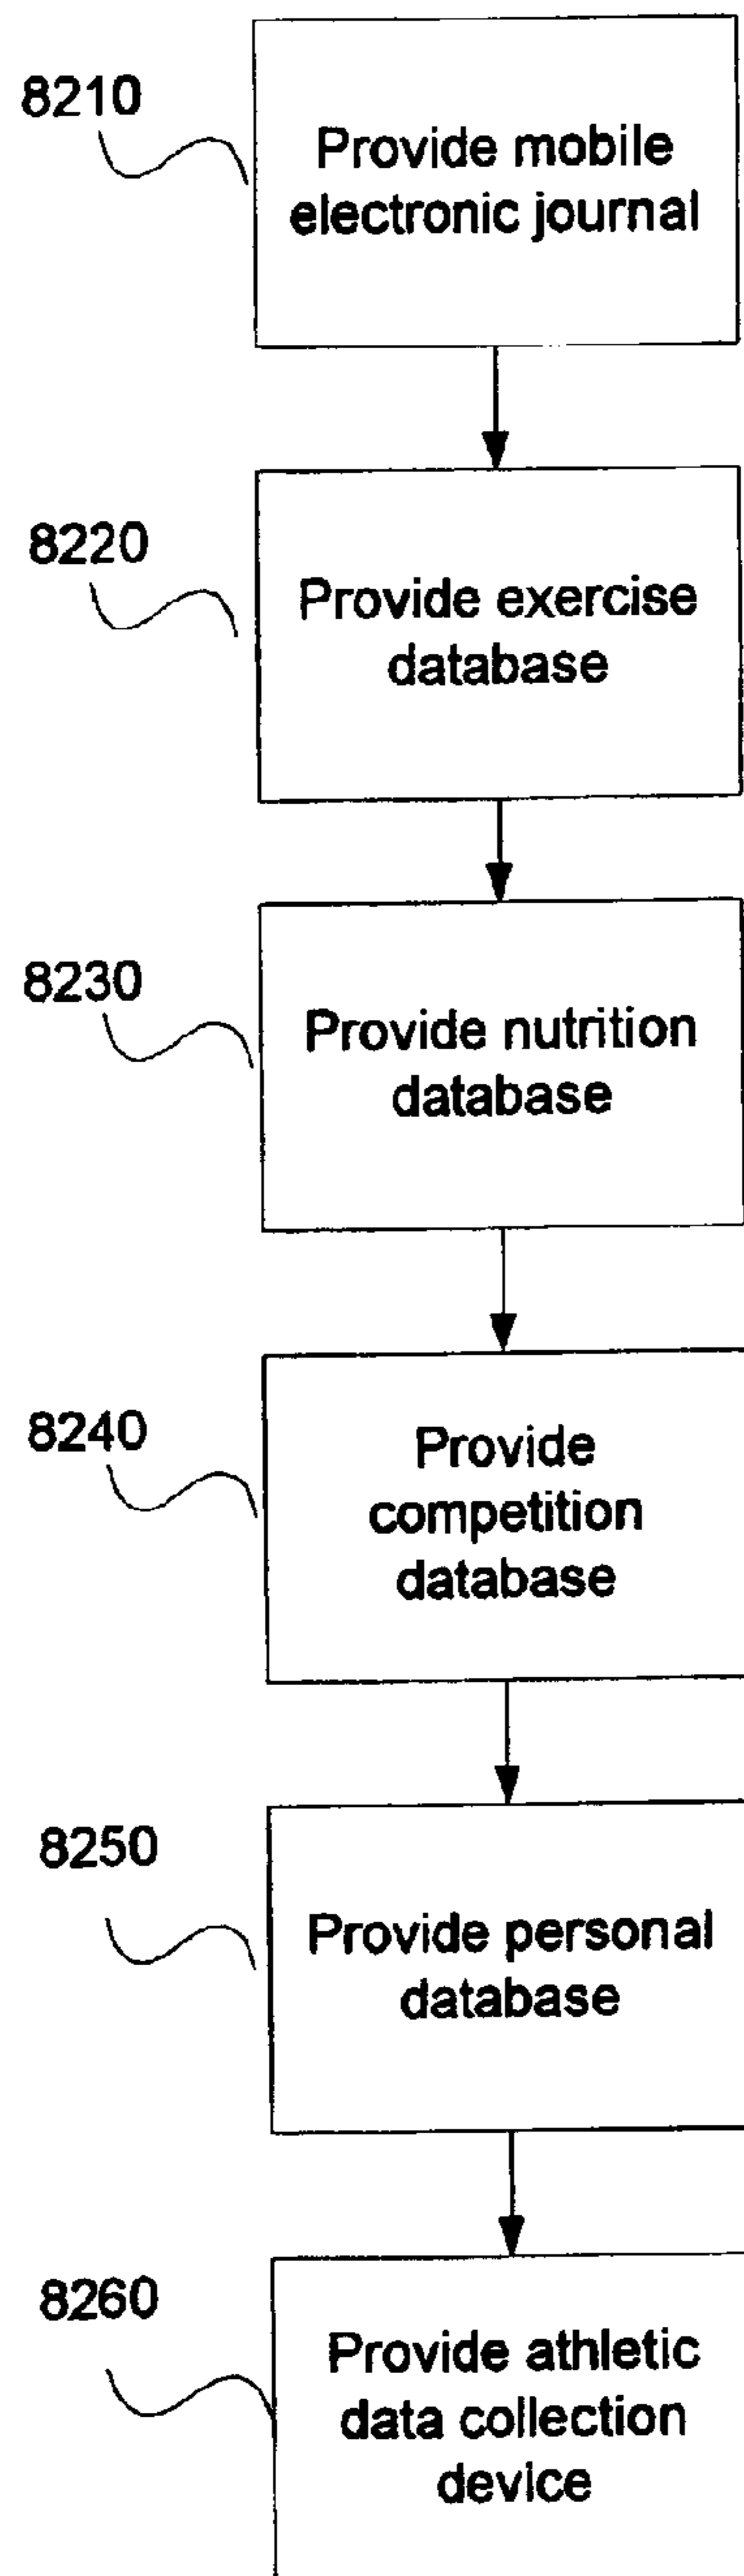 8210
Provide mobile
electronic journal
8220
Provide exercise
database
8230
Provide nutrition
database
8240
Provide
competition
database
8250
Provide personal
database
8260
Provide athletic
data collection
device